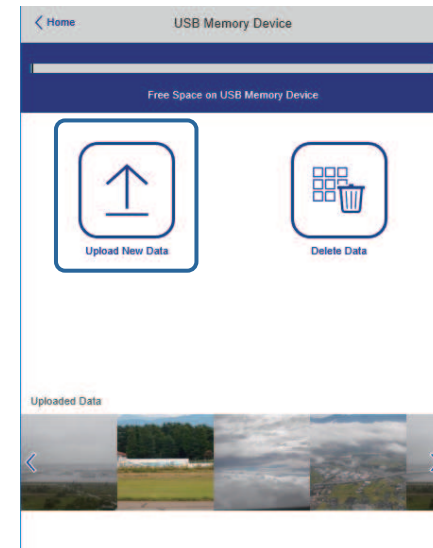 Home
USB Memory Device
Free Space on USB Memory Device
Upload New Data
Delete Data
Uploaded Data